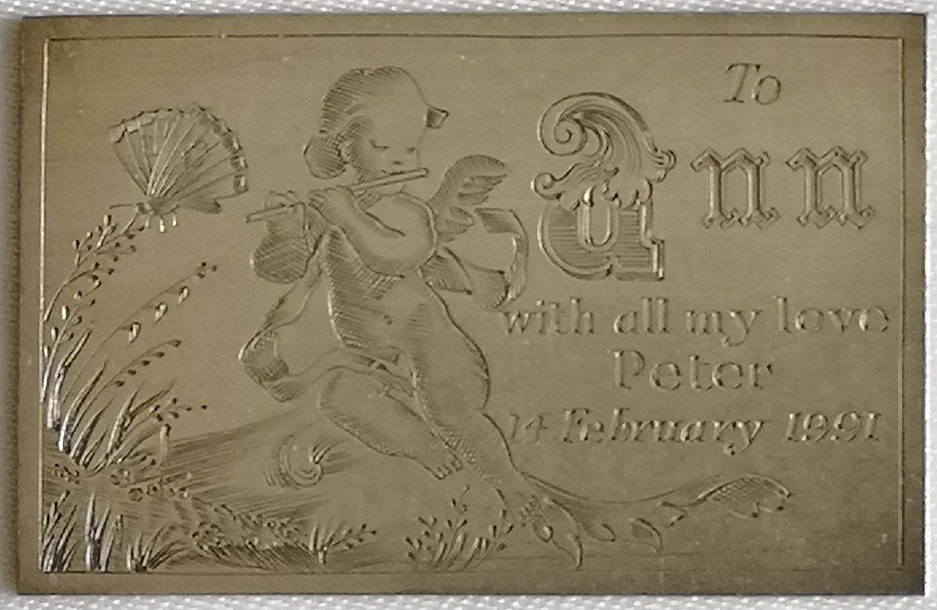 To
Ann
with all my love
Peter
14 February 1991